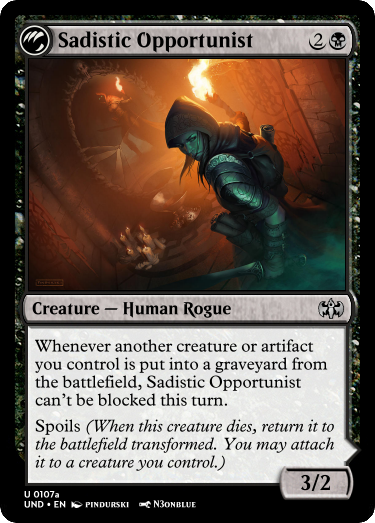 Sadistic Opportunist 2
Creature — Human Rogue
Whenever another creature or artifact
you control is put into a graveyard from
the battlefield, Sadistic Opportunist
can't be blocked this turn.
Spoils (When this creature dies, return it to
the battlefield transformed. You may attach
it to a creature you control.)
3/2
U 0107a
UND • EN PINDURSKI N3ONBLUE